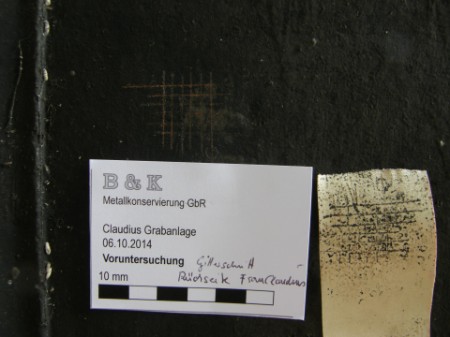 B & K
Metallkonservierung GbR
Claudius Grabanlage
06.10.2014
Voruntersuchung Gitterschnitt
10 mm Rückseite